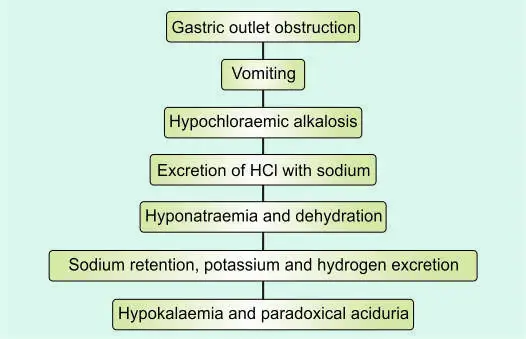 Gastric outlet obstruction
Vomiting
Hypochloraemic alkalosis
Excretion of HCl with sodium
Hyponatraemia and dehydration
Sodium retention, potassium and hydrogen excretion
Hypokalaemia and paradoxical aciduria